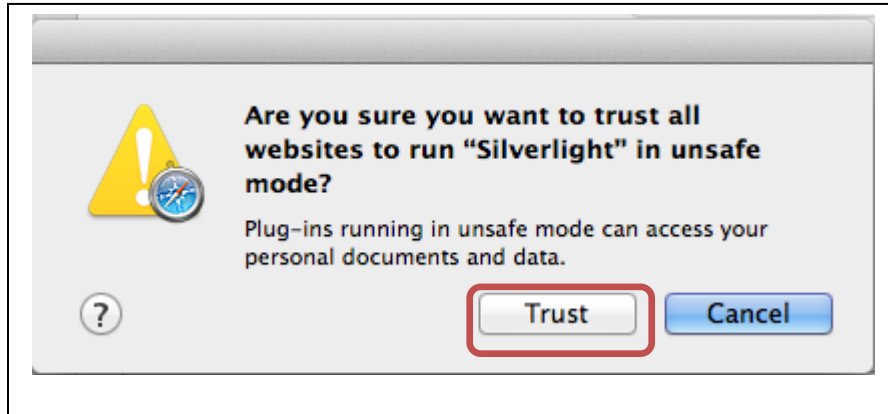 Are you sure you want to trust all
websites to run “Silverlight” in unsafe
mode?
Plug-ins running in unsafe mode can access your
personal documents and data.
?
Trust
Cancel